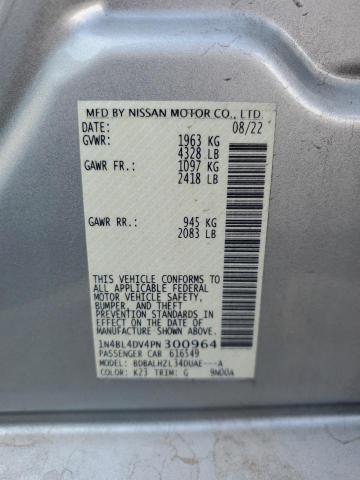 MFD BY NISSAN MOTOR CO., LTD.
DATE: 08/22
GVWR: 1963 KG
4328 LB
GAWR FR: 1097 KG
2418 LB
GAWR RR: 945 KG
2083 LB
THIS VEHICLE CONFORMS TO
ALL APPLICABLE FEDERAL
MOTOR VEHICLE SAFETY,
BUMPER, AND THEFT
PREVENTION STANDARDS IN
EFFECT ON THE DATE OF
MANUFACTURE SHOWN ABOVE.
1N4BL4DV4PN300964
PASSENGER CAR 616549
MODEL: BDBALHZL34DUAE---A
COLOR: K23 TRIM: G 9N00A